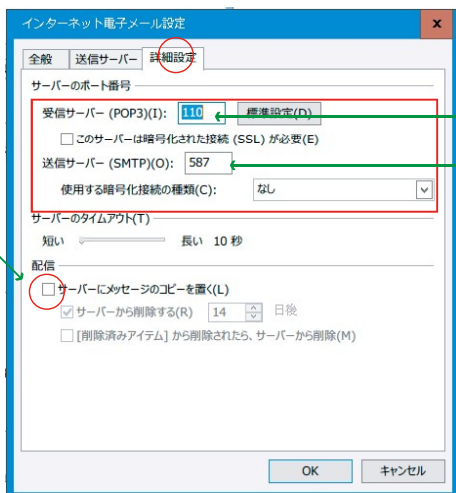 インターネット電子メール設定
x
全般 送信サーバー 詳細設定
サーバーのポート番号
受信サーバー (POP3)(I): 110 標準設定(D)
このサーバーは暗号化された接続 (SSL) が必要(E)
送信サーバー (SMTP)(O): 587
使用する暗号化接続の種類(C): なし
サーバーのタイムアウト(T)
短い 長い 10 秒
配信
サーバーにメッセージのコピーを置く(L)
サーバーから削除する(R) 14 日後
[削除済みアイテム] から削除されたら、サーバーから削除(M)
OK キャンセル